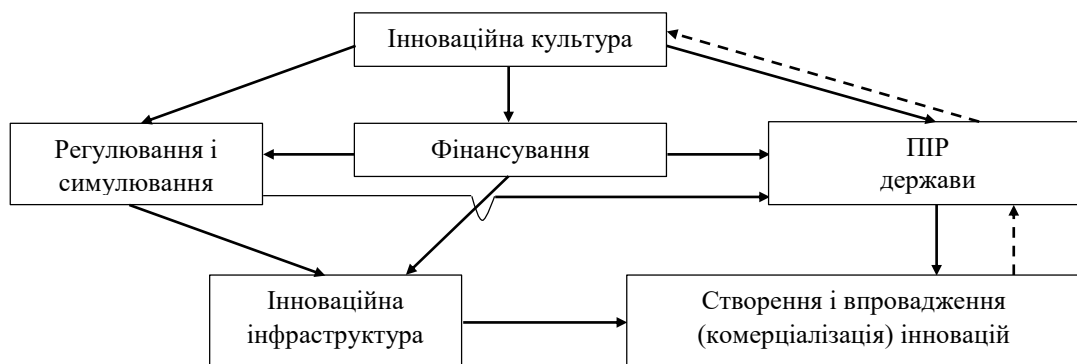 Інноваційна культура
Регулювання і
симулювання
Фінансування
ПІР
держави
Інноваційна
інфраструктура
Створення і впровадження
(комерціалізація) інновацій